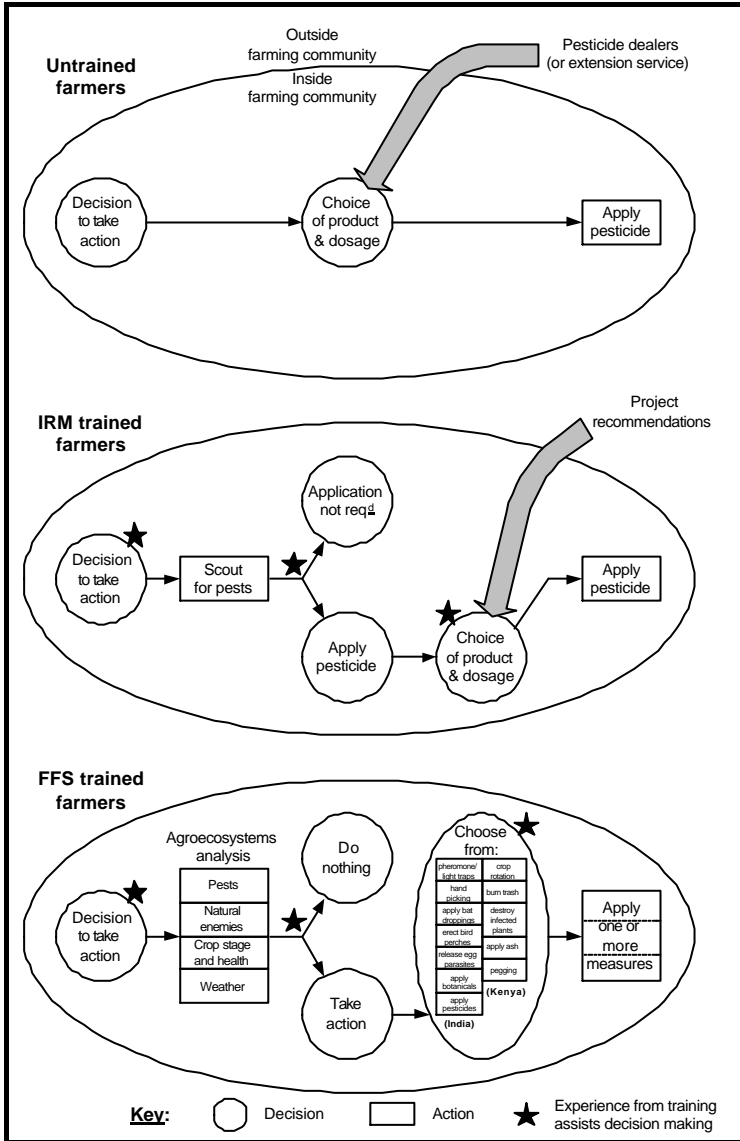 Untrained
farmers
Outside
farming community
Inside
farming community
Pesticide dealers
(or extension service)
Decision
to take
action
Choice
of product
& dosage
Apply
pesticide
IRM trained
farmers
Project
recommendations
Decision
to take
action
Scout
for pests
Application
not reqd
Apply
pesticide
Choice
of product
& dosage
Apply
pesticide
FFS trained
farmers
Decision
to take
action
Agroecosystems
analysis
Pests
Natural
enemies
Crop stage
and health
Weather
Do
nothing
Take
action
Choose
from:
pheromone/
light traps
hand
picking
apply bat
droppings
erect bird
perches
release egg
parasites
apply
botanicals
apply
pesticides
(India)
crop
rotation
burn trash
destroy
infected
plants
apply ash
pegging
(Kenya)
Apply
one or
more
measures
Key:
Decision
Action
Experience from training
assists decision making